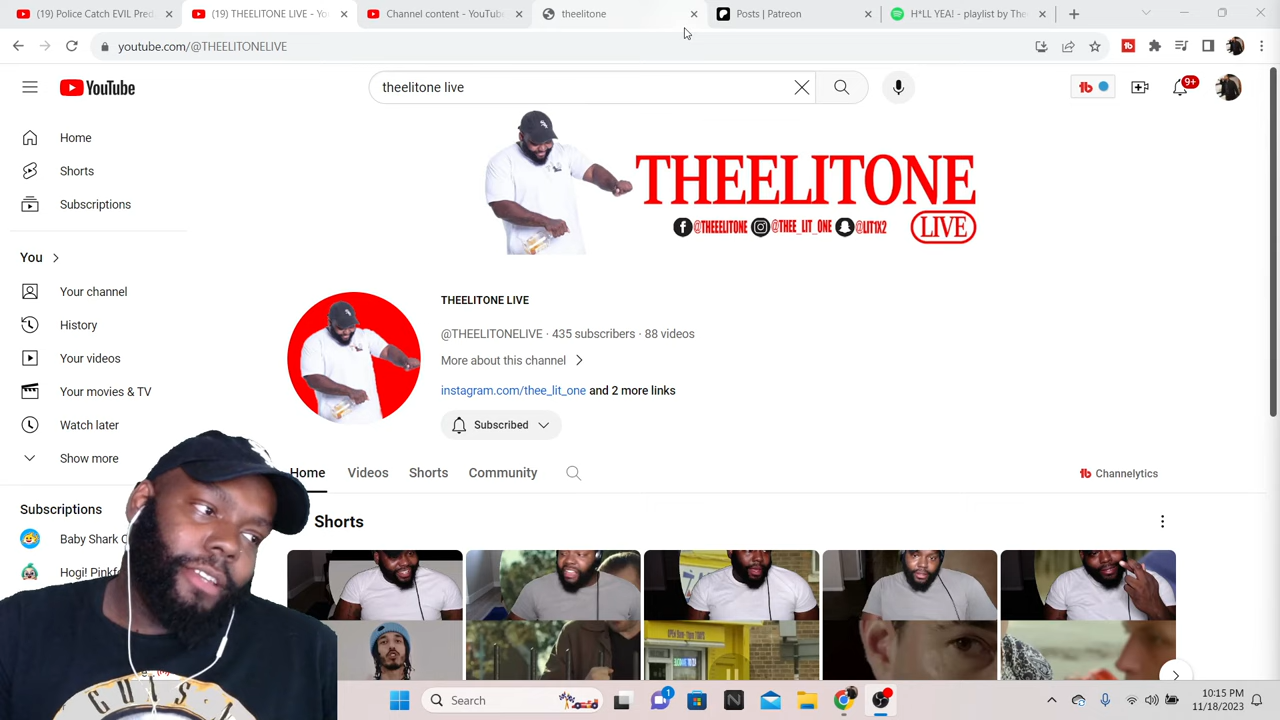 (19) Police Catch EVIL Pred
(19) THEELITONE LIVE - Yo
Channel content - YouTub
theelitone
Posts | Patreon
H*LL YEA! - playlist by The
youtube.com/@THEELITONELIVE
YouTube
theelitone live
9+
Home
Shorts
Subscriptions
You
Your channel
History
Your videos
Your movies & TV
Watch later
Show more
Subscriptions
Baby Shark
Hogi! Pinkf
THEELITONE
@THEEELITONE @THEE_LIT_ONE @LIT1X2
LIVE
THEELITONE LIVE
@THEELITONELIVE · 435 subscribers · 88 videos
More about this channel
instagram.com/thee_lit_one and 2 more links
Subscribed
Home Videos Shorts Community
Channelytics
Shorts
Search
1
10:15 PM
11/18/2023